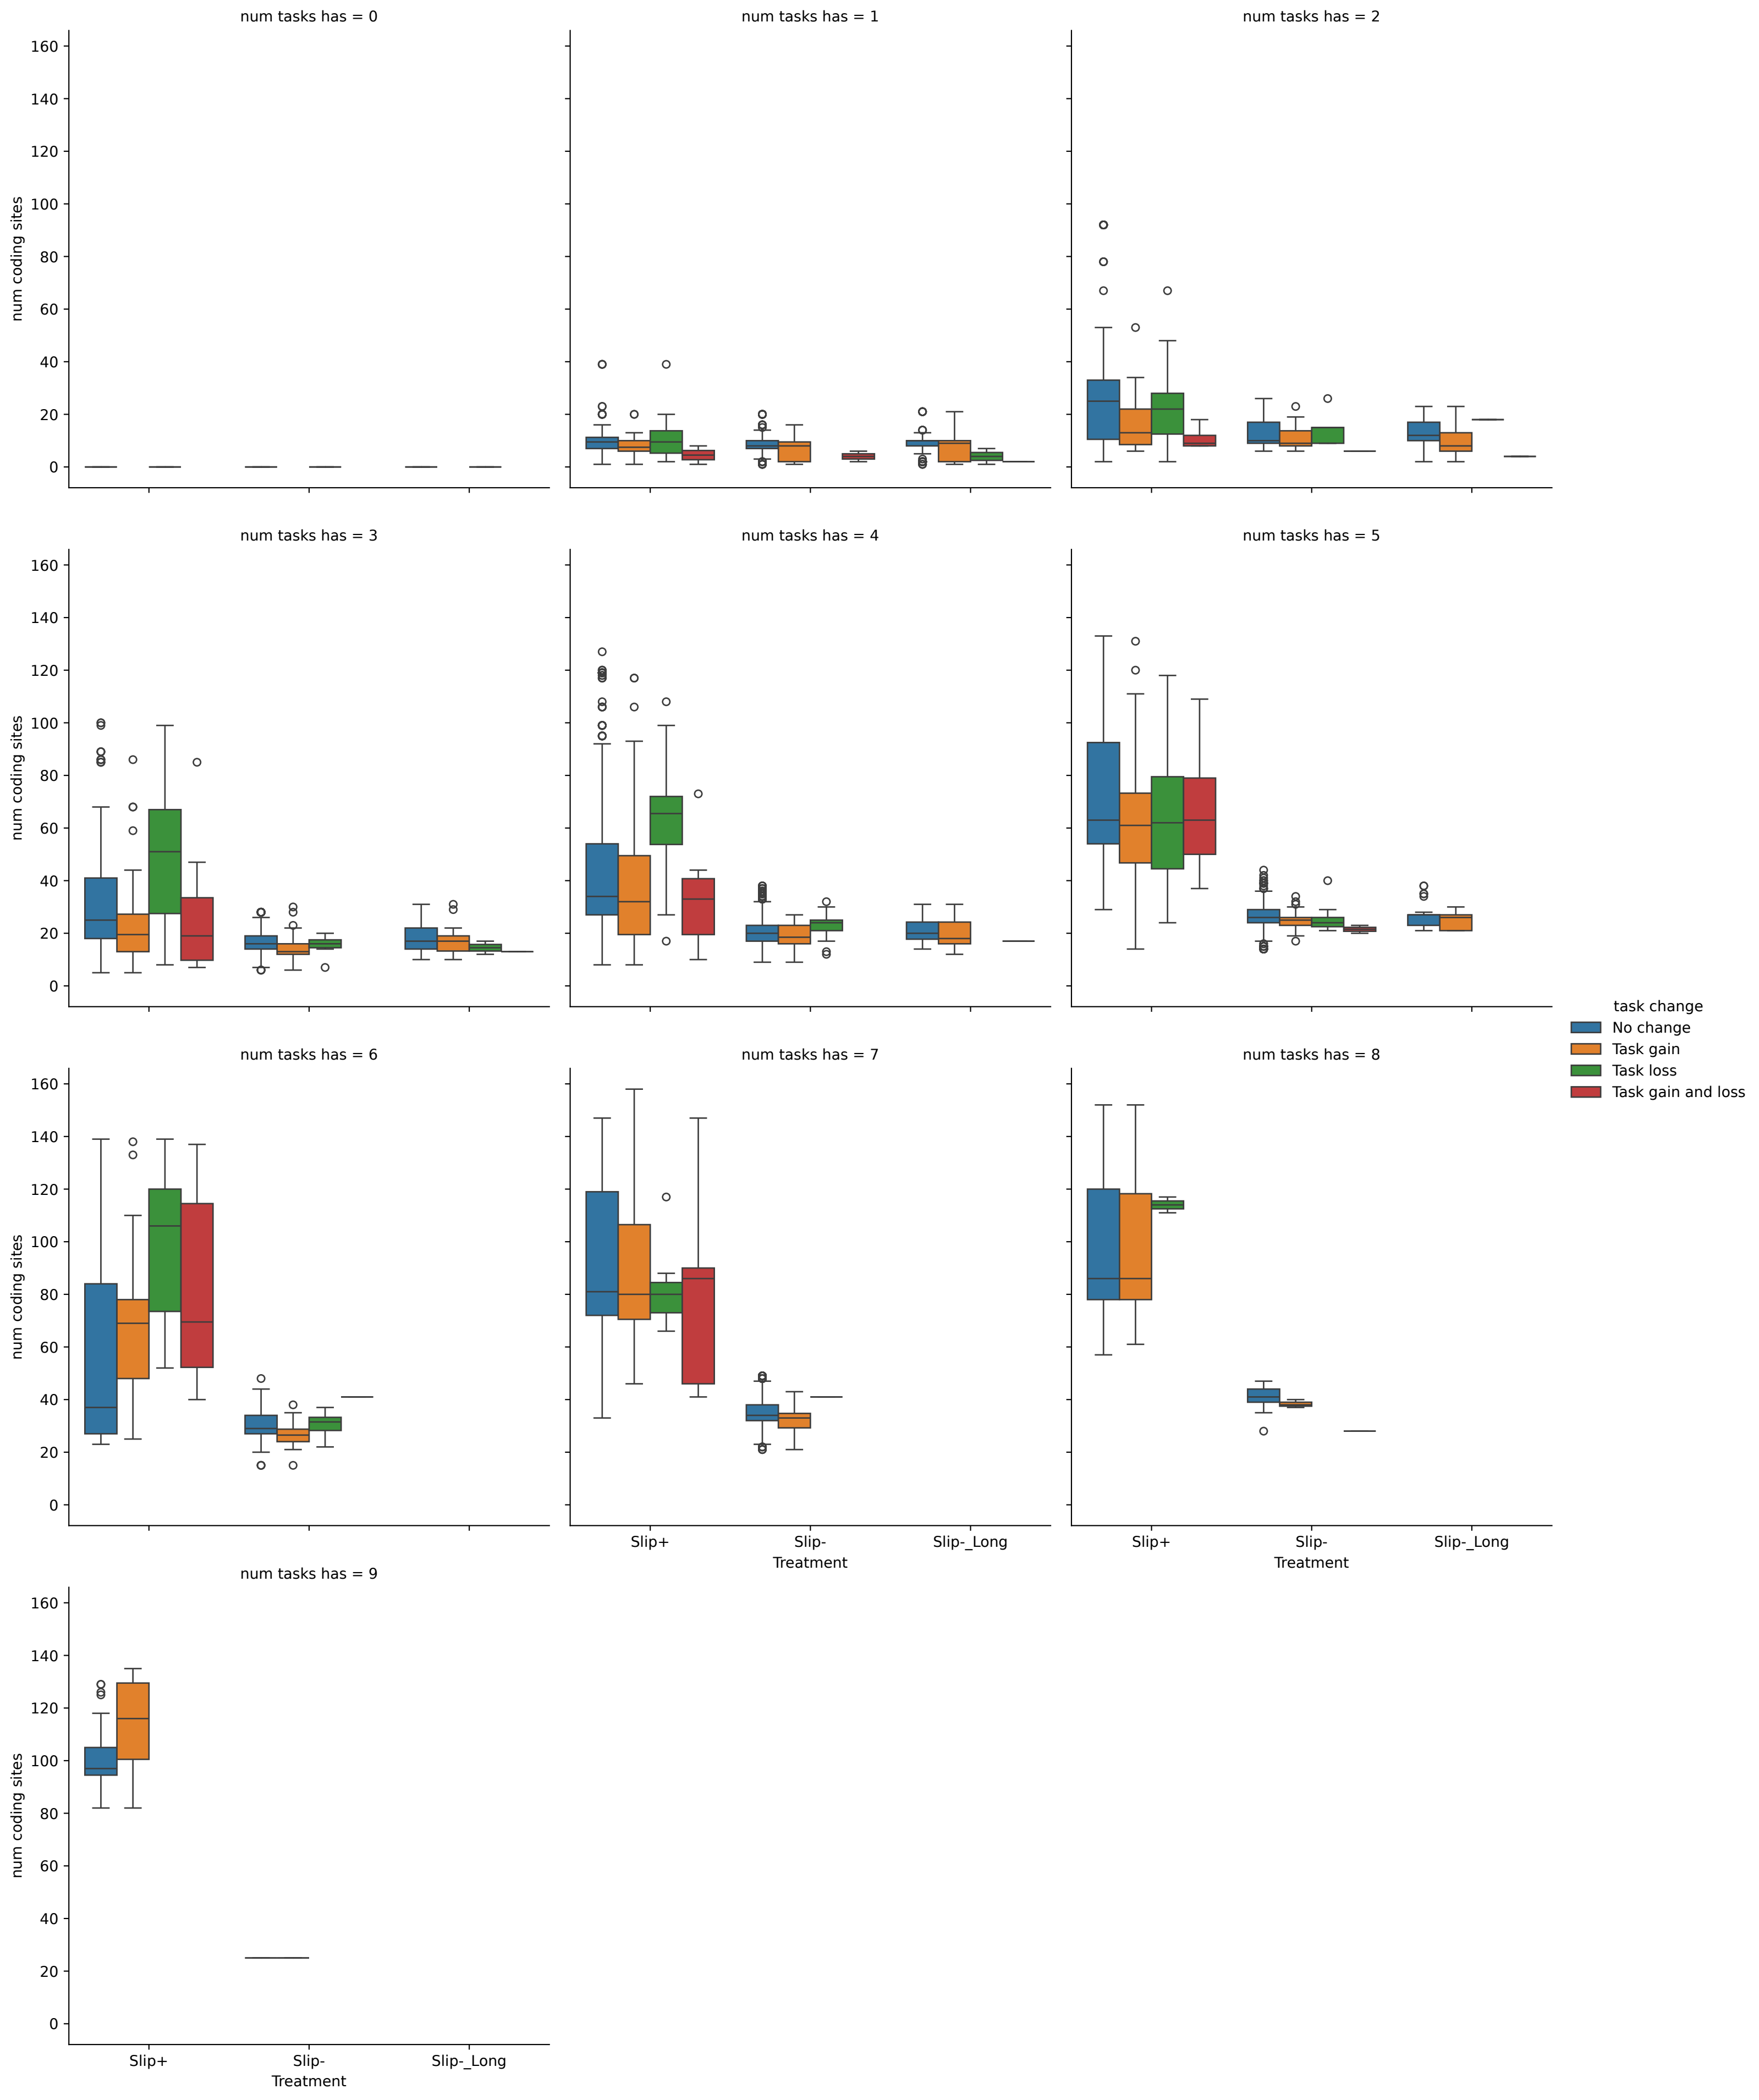 num tasks has = 0
num tasks has = 1
num tasks has = 2
160
140
120
100
80
60
40
20
0
num coding sites
num tasks has = 3
num tasks has = 4
num tasks has = 5
160
140
120
100
80
60
40
20
0
num coding sites
task change
No change
Task gain
Task loss
Task gain and loss
num tasks has = 6
num tasks has = 7
num tasks has = 8
160
140
120
100
80
60
40
20
0
num coding sites
Slip+
Slip-
Slip-_Long
Treatment
Slip+
Slip-
Slip-_Long
Treatment
num tasks has = 9
160
140
120
100
80
60
40
20
0
num coding sites
Slip+
Slip-
Slip-_Long
Treatment